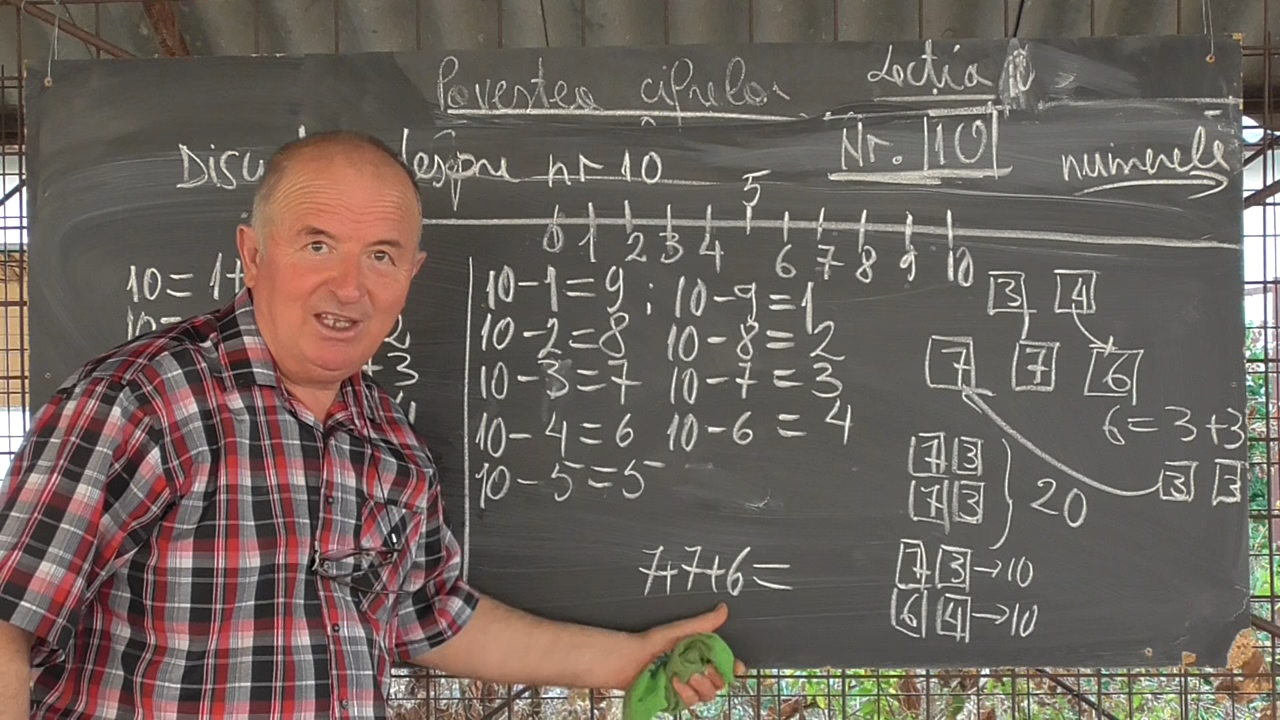 Povestea cifrelor Lecția
Nr. 10
numerele
despre nr 10
5
0 1 2 3 4 6 7 8 9 10
10 = 1+
2
+3
10-1=9 ; 10-9=1
10-2=8 10-8=2
10-3=7 10-7=3
10-4=6 10-6=4
10-5=5
7+7+6=
3 4
7 7 6
6=3+3
3 3
7 3
7 3
20
7 3 → 10
6 4 → 10